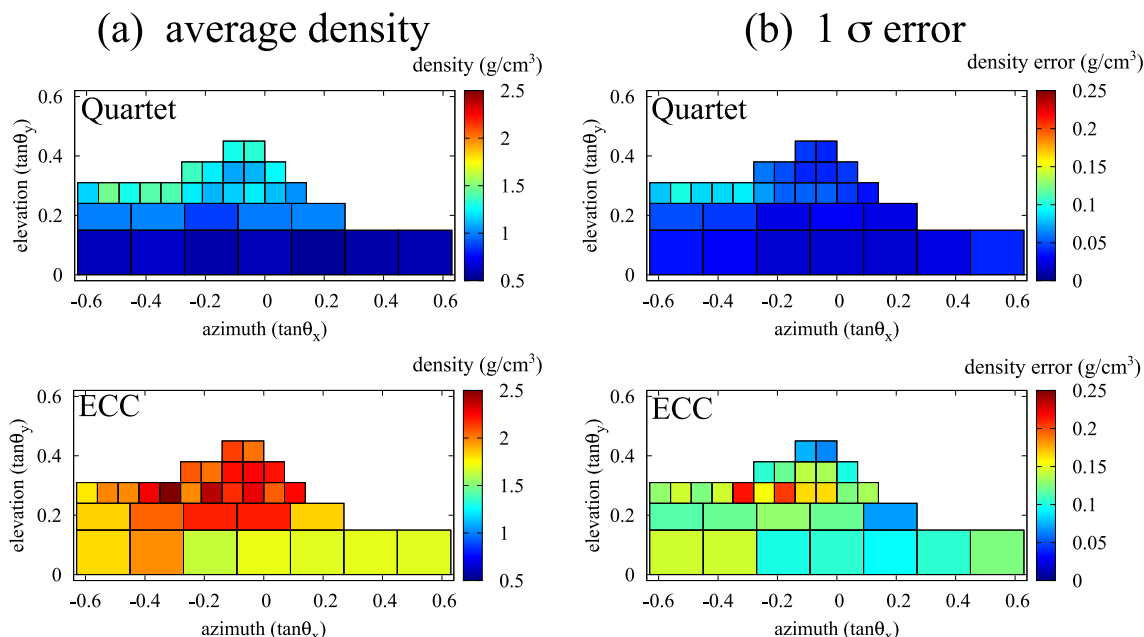 (a) average density
(b) 1 σ error
density (g/cm³)
Quartet
0.6
0.4
0.2
0
elevation (tanθy)
-0.6 -0.4 -0.2 0 0.2 0.4 0.6
azimuth (tanθx)
2.5
2
1.5
1
0.5
density error (g/cm³)
Quartet
0.6
0.4
0.2
0
elevation (tanθy)
-0.6 -0.4 -0.2 0 0.2 0.4 0.6
azimuth (tanθx)
0.25
0.2
0.15
0.1
0.05
0
density (g/cm³)
ECC
0.6
0.4
0.2
0
elevation (tanθy)
-0.6 -0.4 -0.2 0 0.2 0.4 0.6
azimuth (tanθx)
2.5
2
1.5
1
0.5
density error (g/cm³)
ECC
0.6
0.4
0.2
0
elevation (tanθy)
-0.6 -0.4 -0.2 0 0.2 0.4 0.6
azimuth (tanθx)
0.25
0.2
0.15
0.1
0.05
0